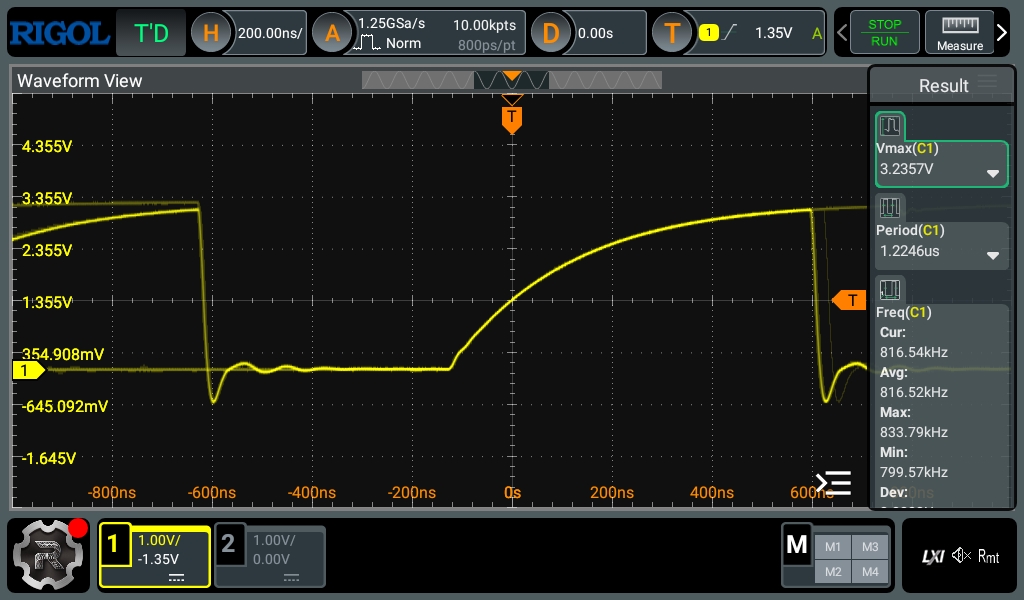 RIGOL T'D H 200.00ns/ A 1.25GSa/s 10.00kpts D 0.00s T 1 1.35V A STOP
Norm 800ps/pt RUN Measure
Waveform View
Result
T
4.355V
3.355V
2.355V
1.355V
T
354.908mV
1
-645.092mV
-1.645V
-800ns -600ns -400ns -200ns 0s 200ns 400ns 600ns
Vmax(C1)
3.2357V
Period(C1)
1.2246us
Freq(C1)
Cur:
816.54kHz
Avg:
816.52kHz
Max:
833.79kHz
Min:
799.57kHz
Dev:
R
1 1.00V/
-1.35V
2 1.00V/
0.00V
M M1 M3
M2 M4
LXI Rmt